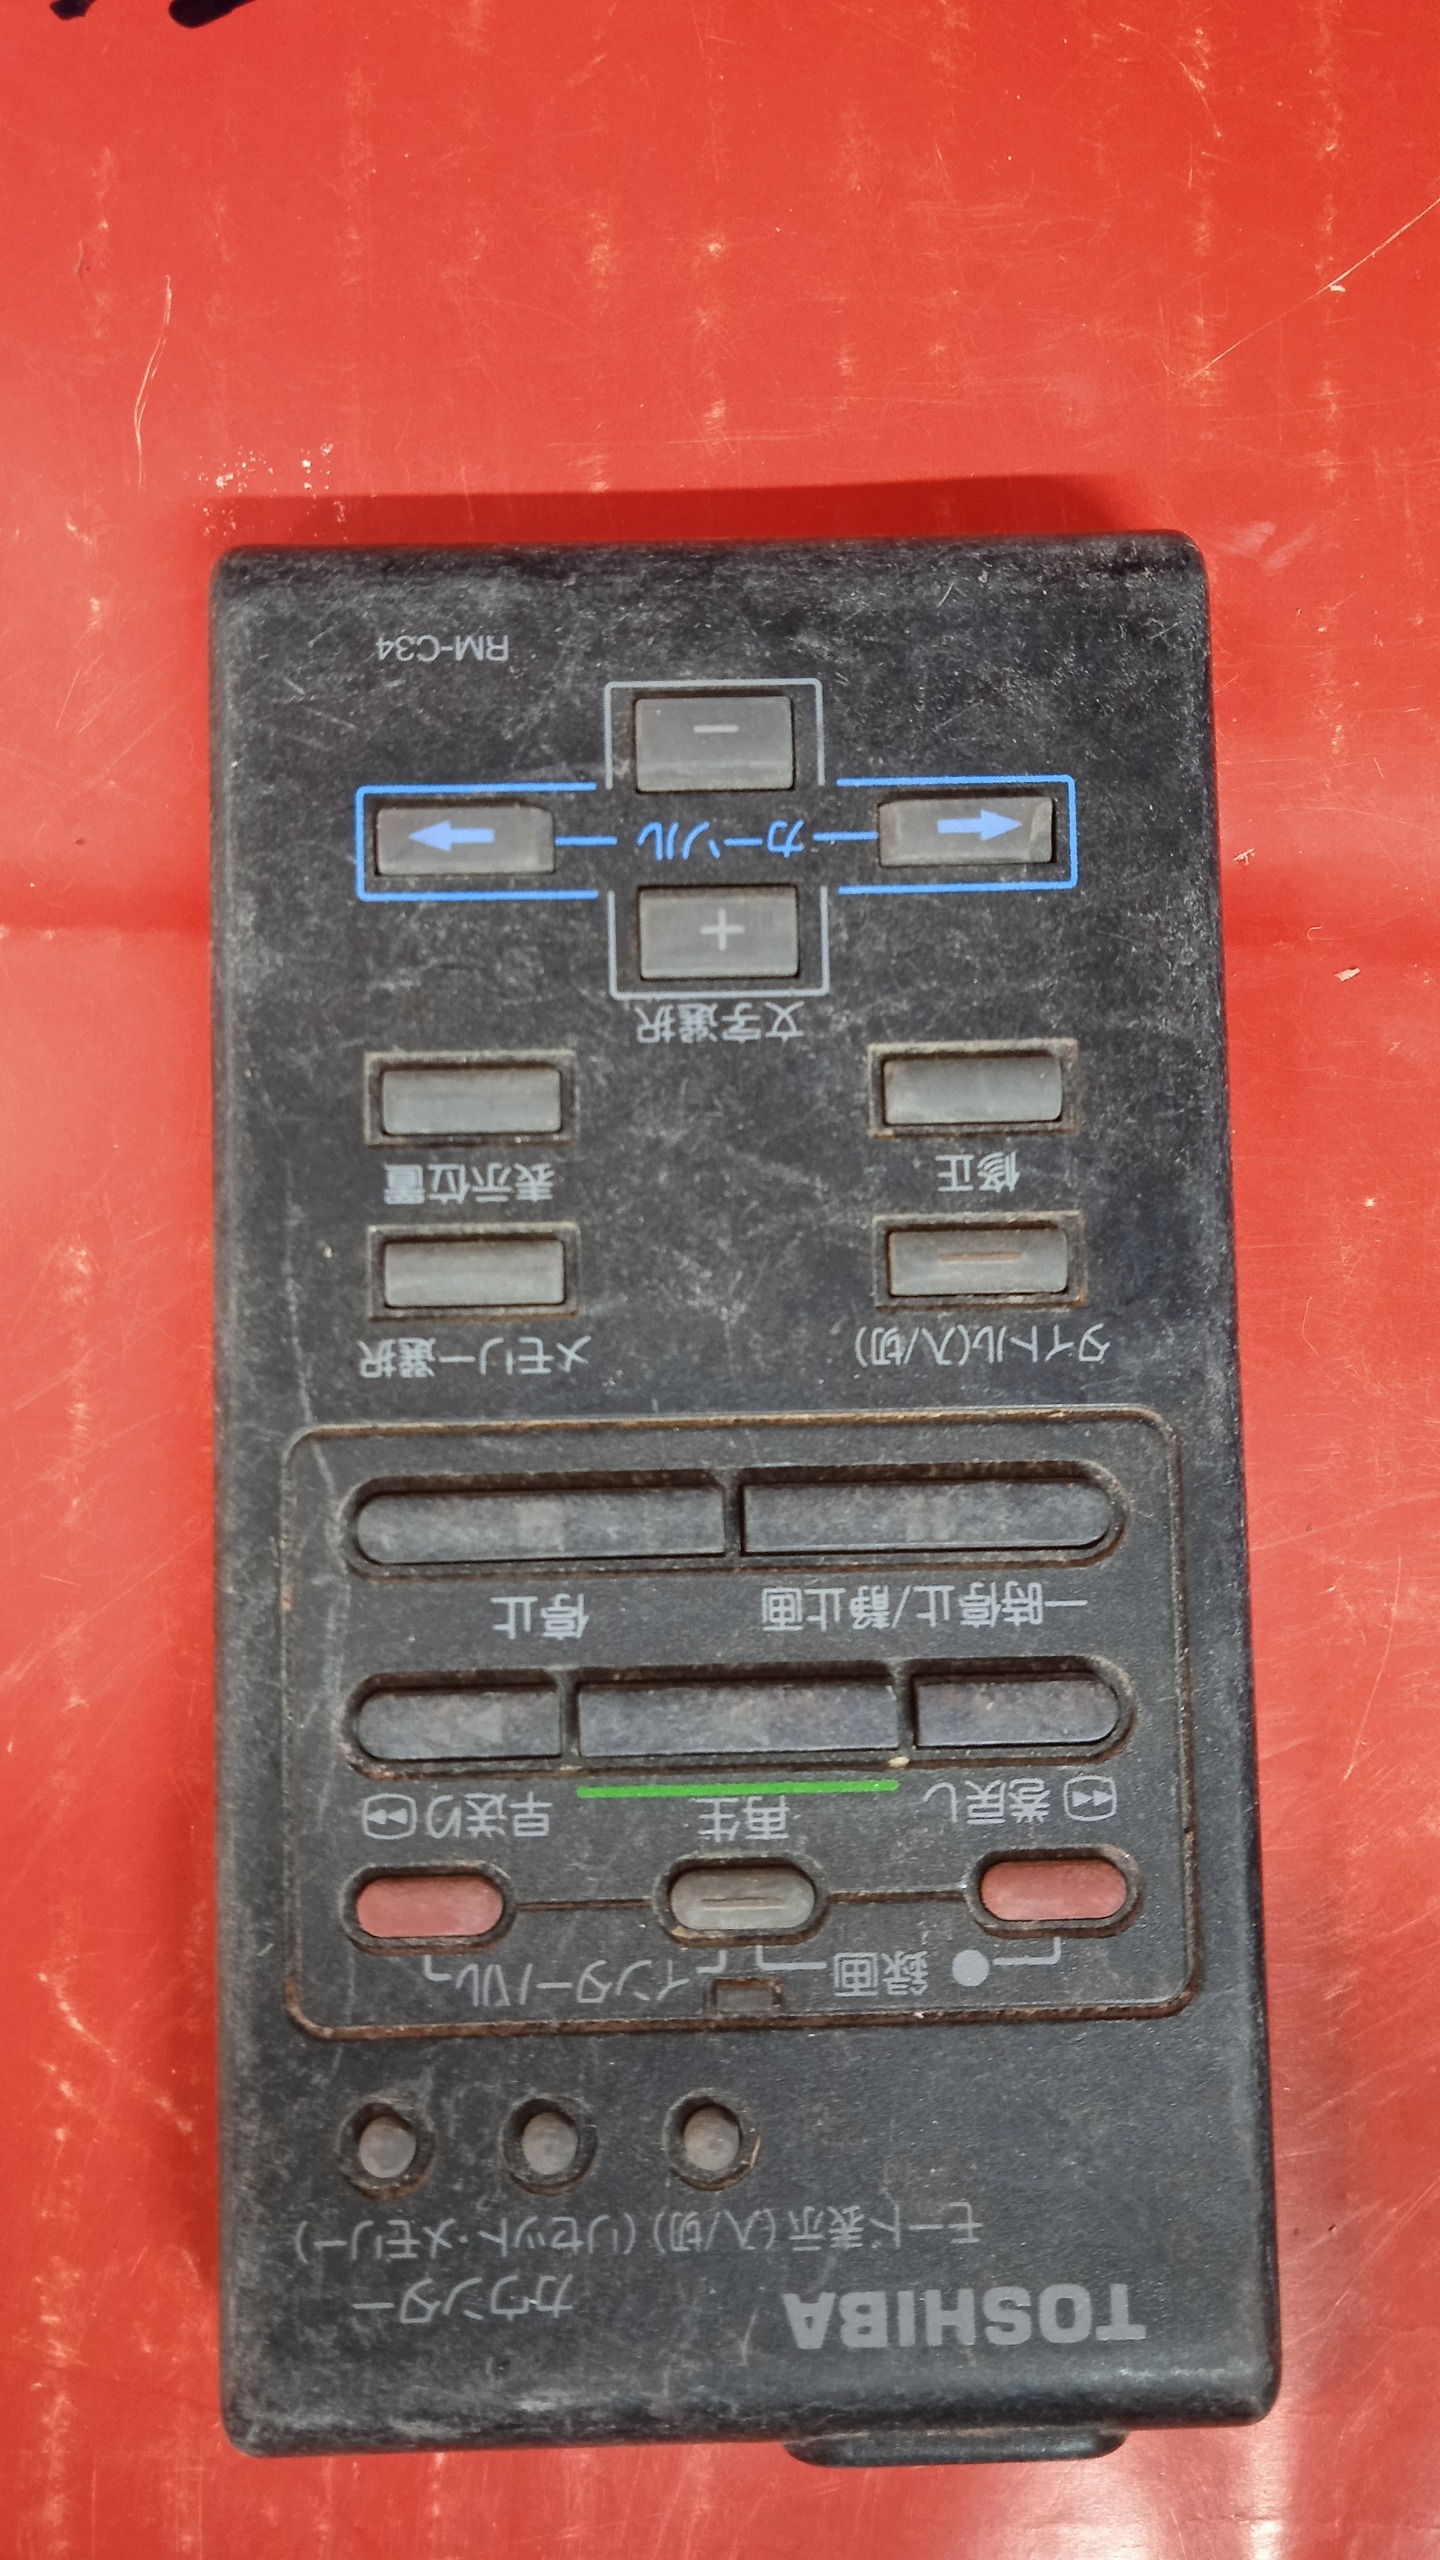 TOSHIBA
カウンター
モード表示(入/切) (リセット・メモリー)
● 録画 インターバル
巻戻し 再生 早送り
一時停止/静止画 停止
タイトル(入/切) メモリー選択
修正 表示位置
文字選択
+
カーソル
−
RM-C34